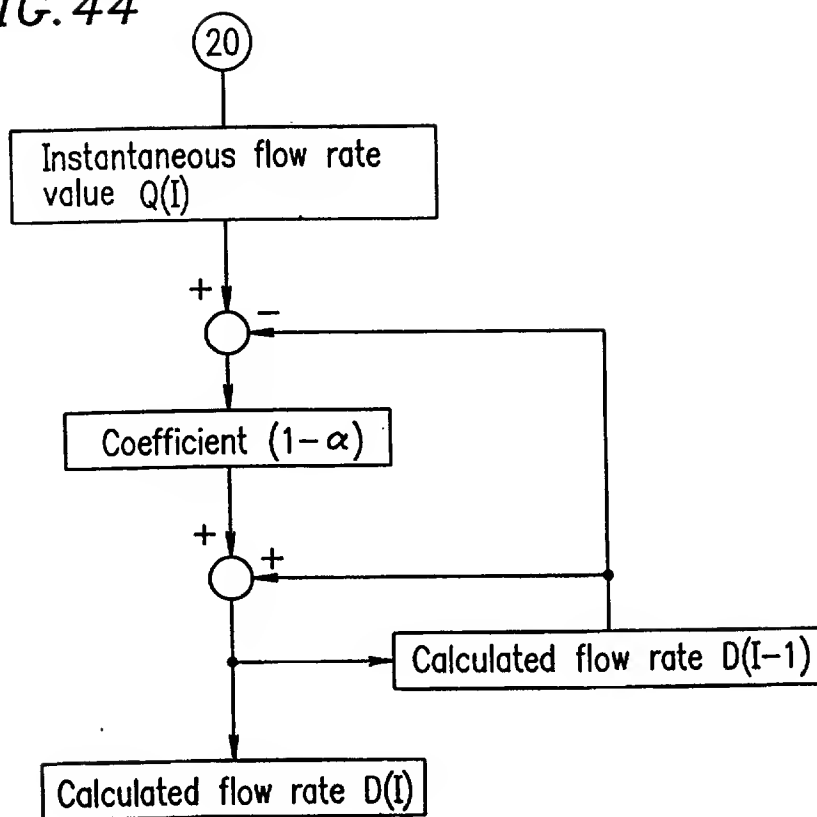 IG. 44
20
Instantaneous flow rate
value Q(I)
+
−
Coefficient (1-α)
+
+
Calculated flow rate D(I-1)
Calculated flow rate D(I)